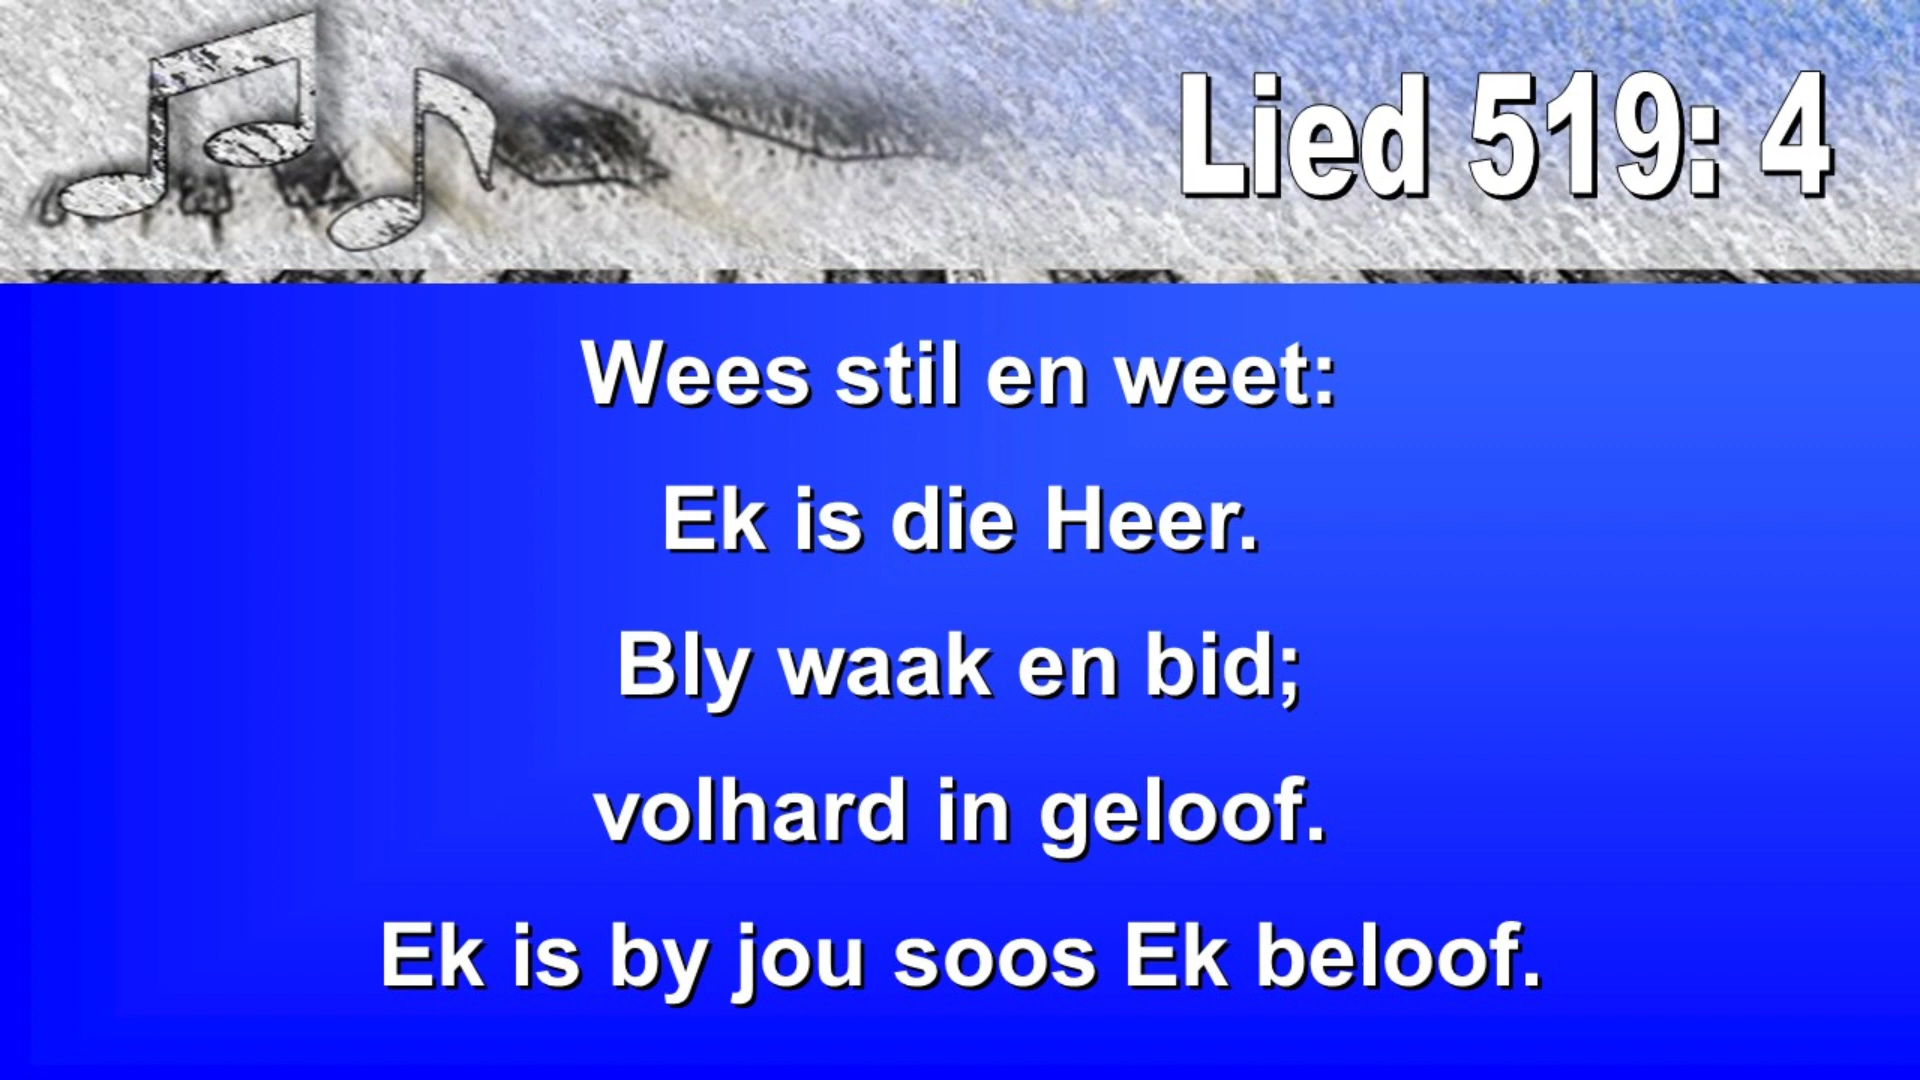 Lied 519: 4
Wees stil en weet:
Ek is die Heer.
Bly waak en bid;
volhard in geloof.
Ek is by jou soos Ek beloof.